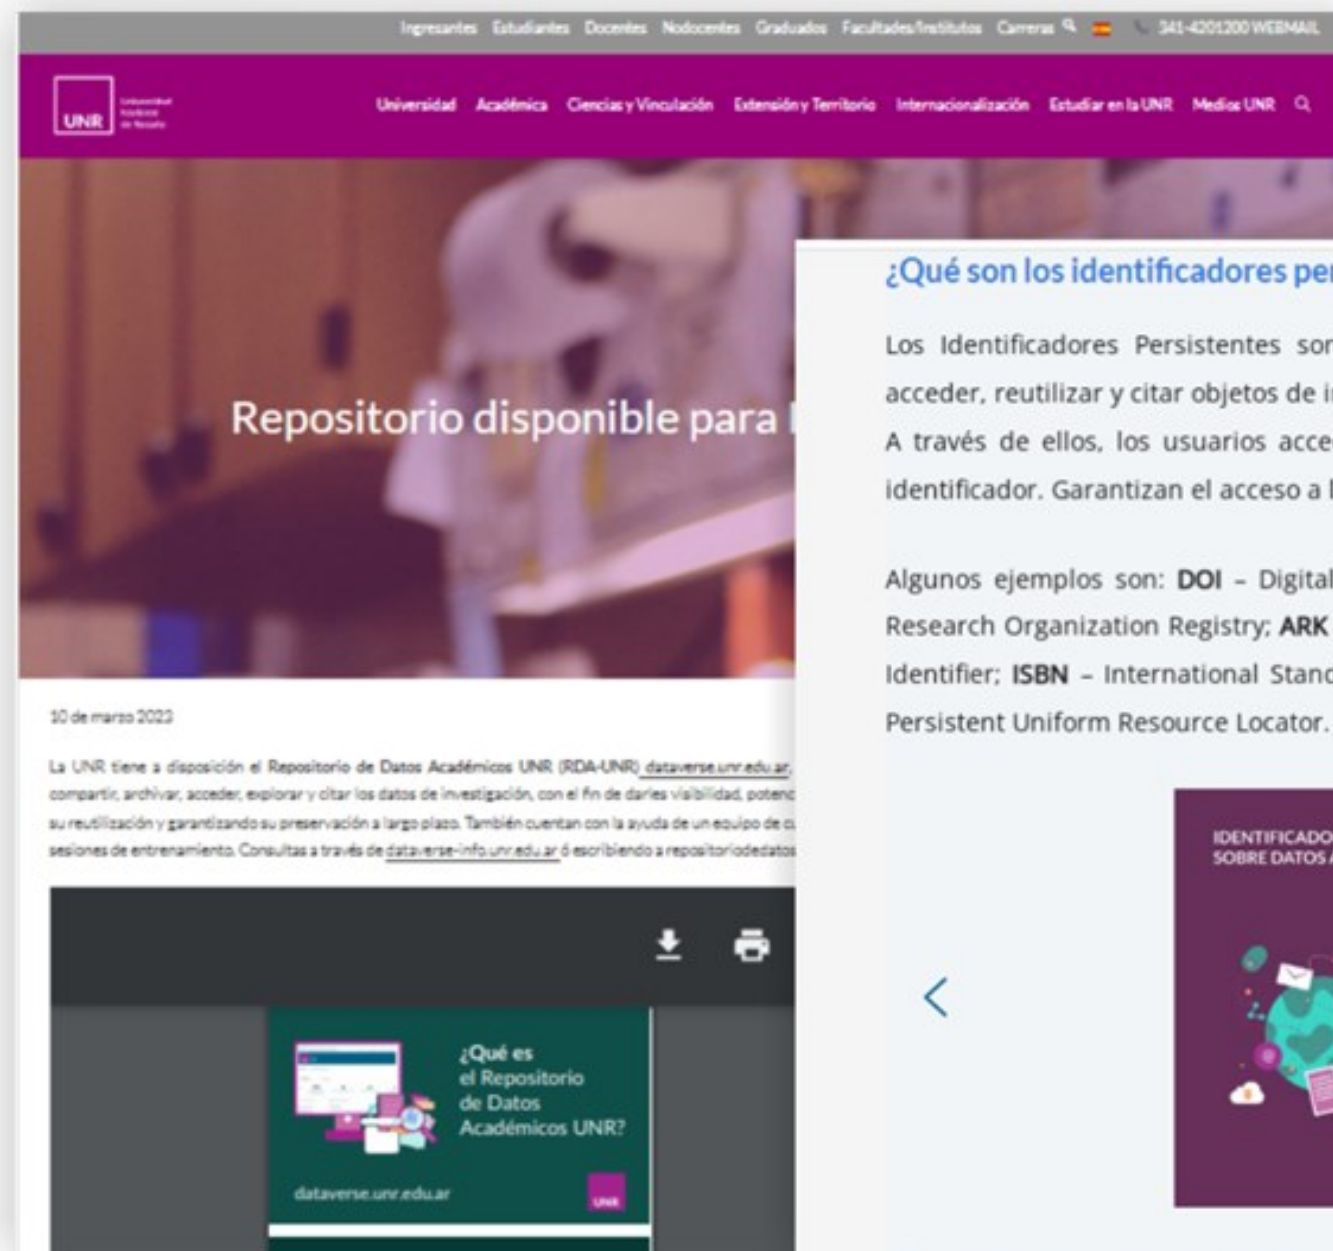 Ingresantes Estudiantes Docentes Nodocentes Graduados Facultades/Institutos Carreras 341-4201200 WEBMAIL
UNR
Universidad
Nacional
de Rosario
Universidad Académica Ciencias y Vinculación Extensión y Territorio Internacionalización Estudiar en la UNR Medios UNR
Repositorio disponible para
10 de marzo 2023
La UNR tiene a disposición el Repositorio de Datos Académicos UNR (RDA-UNR) dataverse.unr.edu.ar,
compartir, archivar, acceder, explorar y citar los datos de investigación, con el fin de darles visibilidad, potenc
su reutilización y garantizando su preservación a largo plazo. También cuentan con la ayuda de un equipo de cu
sesiones de entrenamiento. Consultas a través de dataverse-info.unr.edu.ar ó escribiendo a repositoriodedatos
¿Qué es
el Repositorio
de Datos
Académicos UNR?
dataverse.unr.edu.ar
UNR
¿Qué son los identificadores per
Los Identificadores Persistentes son
acceder, reutilizar y citar objetos de i
A través de ellos, los usuarios acce
identificador. Garantizan el acceso a l
Algunos ejemplos son: DOI – Digital
Research Organization Registry; ARK
Identifier; ISBN – International Stand
Persistent Uniform Resource Locator.
IDENTIFICADO
SOBRE DATOS A